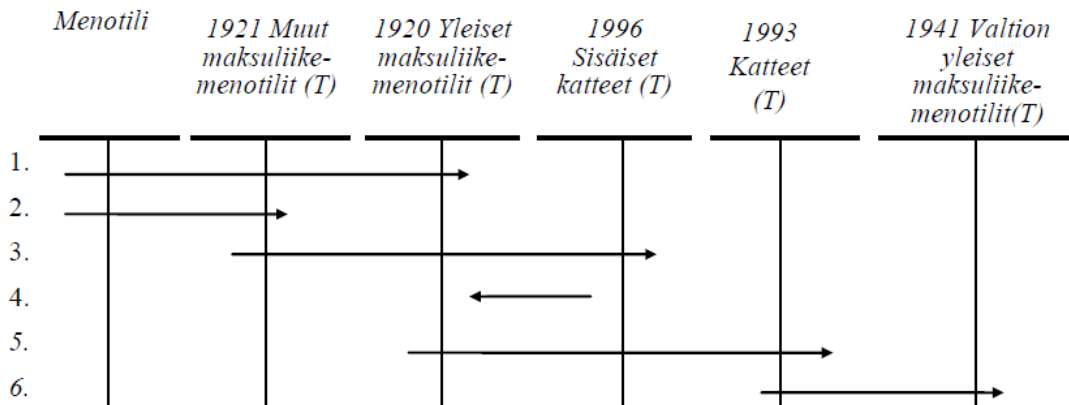 Menotili
1921 Muut
maksuliike-
menotilit (T)
1920 Yleiset
maksuliike-
menotilit (T)
1996
Sisäiset
katteet (T)
1993
Katteet
(T)
1941 Valtion
yleiset
maksuliike-
menotilit(T)
1.
2.
3.
4.
5.
6.